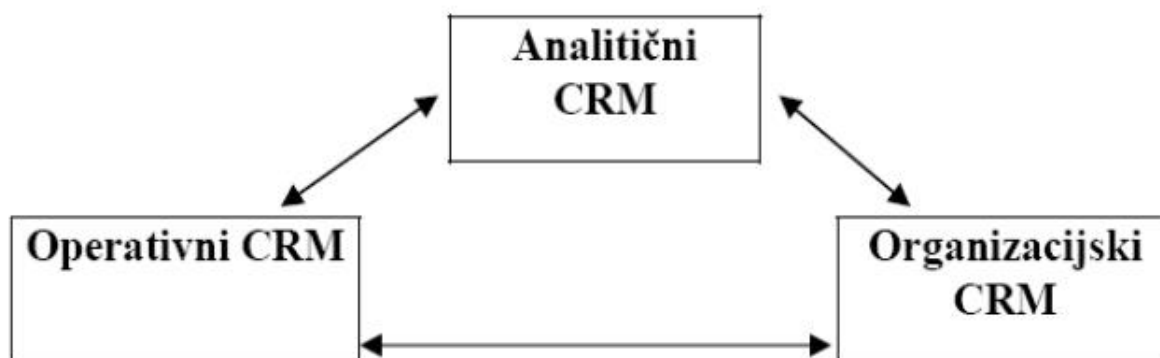 Analitični
CRM
Operativni CRM
Organizacijski
CRM